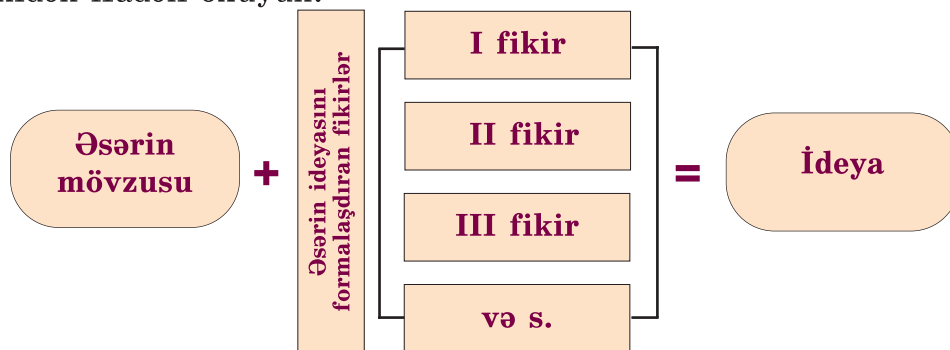 Əsərin
mövzusu
+
Əsərin ideyasını
formalaşdıran fikirlər
I fikir
II fikir
III fikir
və s.
=
İdeya